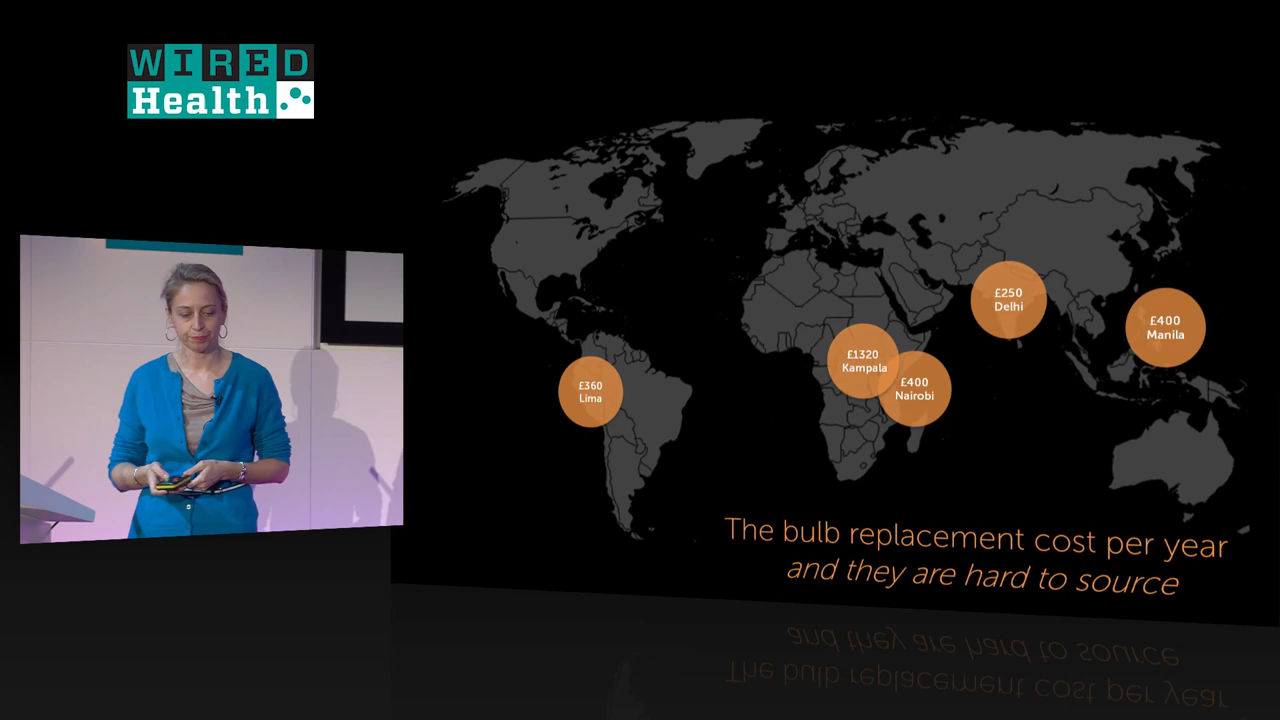 WIRED
Health
£250
Delhi
£400
Manila
£1320
Kampala
£360
Lima
£400
Nairobi
The bulb replacement cost per year
and they are hard to source